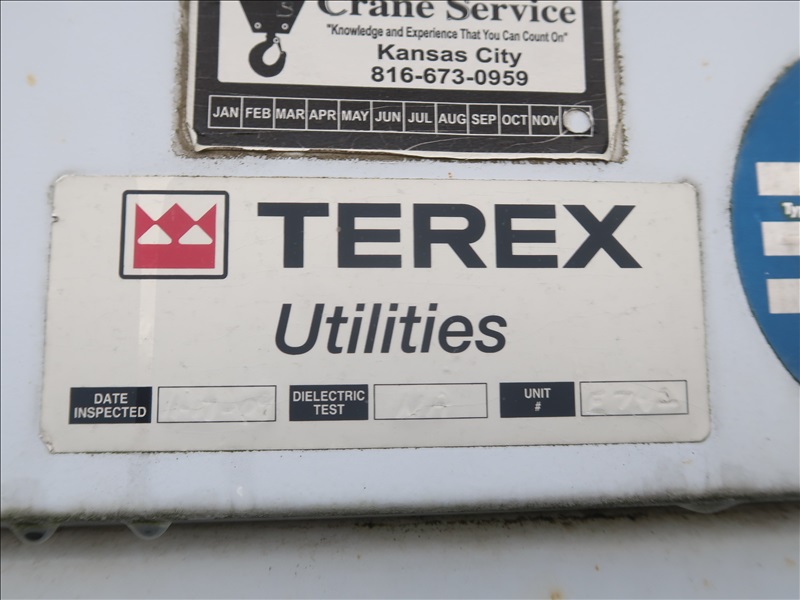 Crane Service
"Knowledge and Experience That You Can Count On"
Kansas City
816-673-0959
JAN FEB MAR APR MAY JUN JUL AUG SEP OCT NOV
TEREX
Utilities
DATE INSPECTED
DIELECTRIC TEST
NA
UNIT #